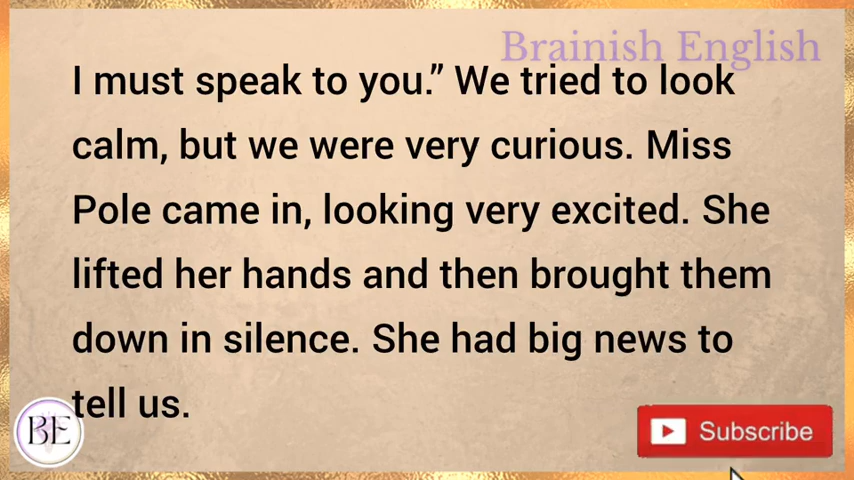 Brainish English
I must speak to you.” We tried to look
calm, but we were very curious. Miss
Pole came in, looking very excited. She
lifted her hands and then brought them
down in silence. She had big news to
tell us.
BE
Subscribe